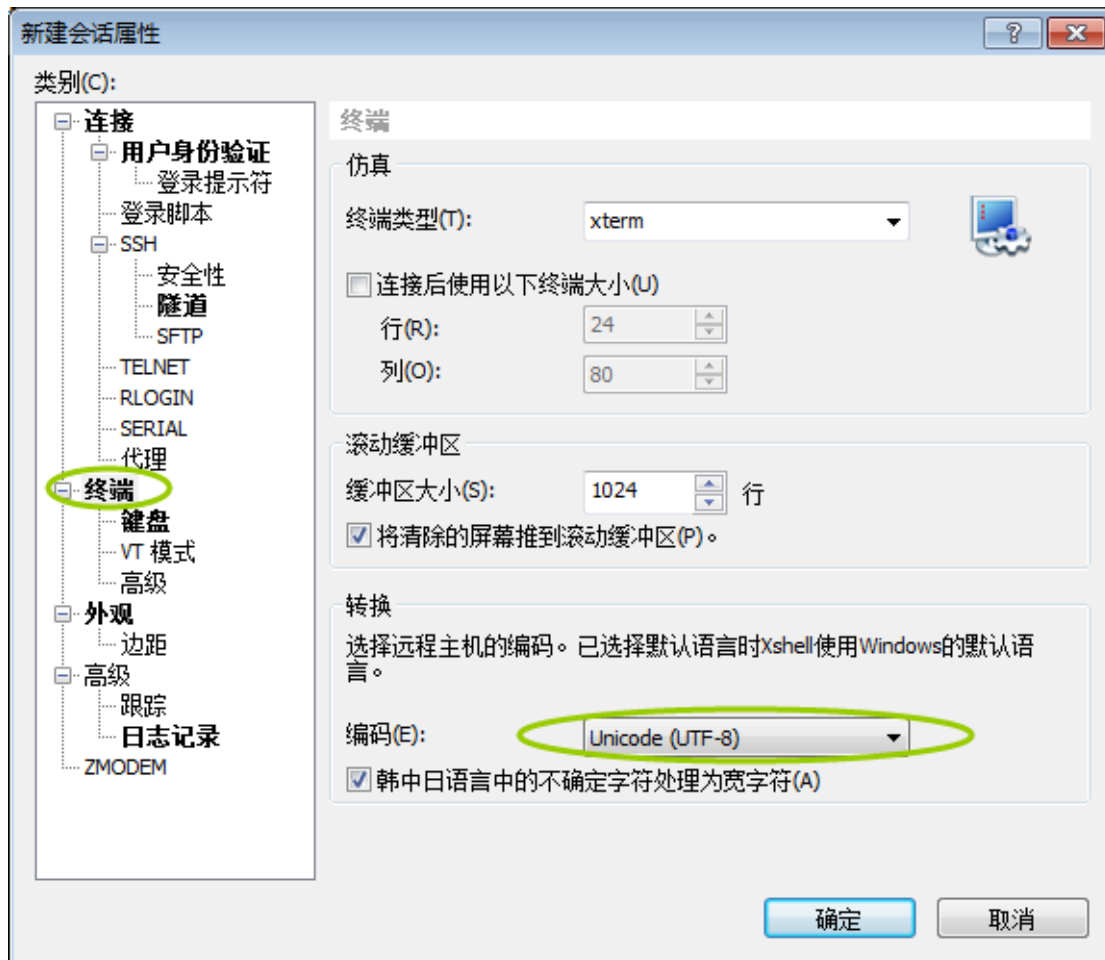 新建会话属性
类别(C):
连接
用户身份验证
登录提示符
登录脚本
SSH
安全性
隧道
SFTP
TELNET
RLOGIN
SERIAL
代理
终端
键盘
VT 模式
高级
外观
边距
高级
跟踪
日志记录
ZMODEM
终端
仿真
终端类型(T): xterm
连接后使用以下终端大小(U)
行(R): 24
列(O): 80
滚动缓冲区
缓冲区大小(S): 1024 行
将清除的屏幕推到滚动缓冲区(P)。
转换
选择远程主机的编码。已选择默认语言时Xshell使用Windows的默认语
言。
编码(E): Unicode (UTF-8)
韩中日语言中的不确定字符处理为宽字符(A)
确定 取消